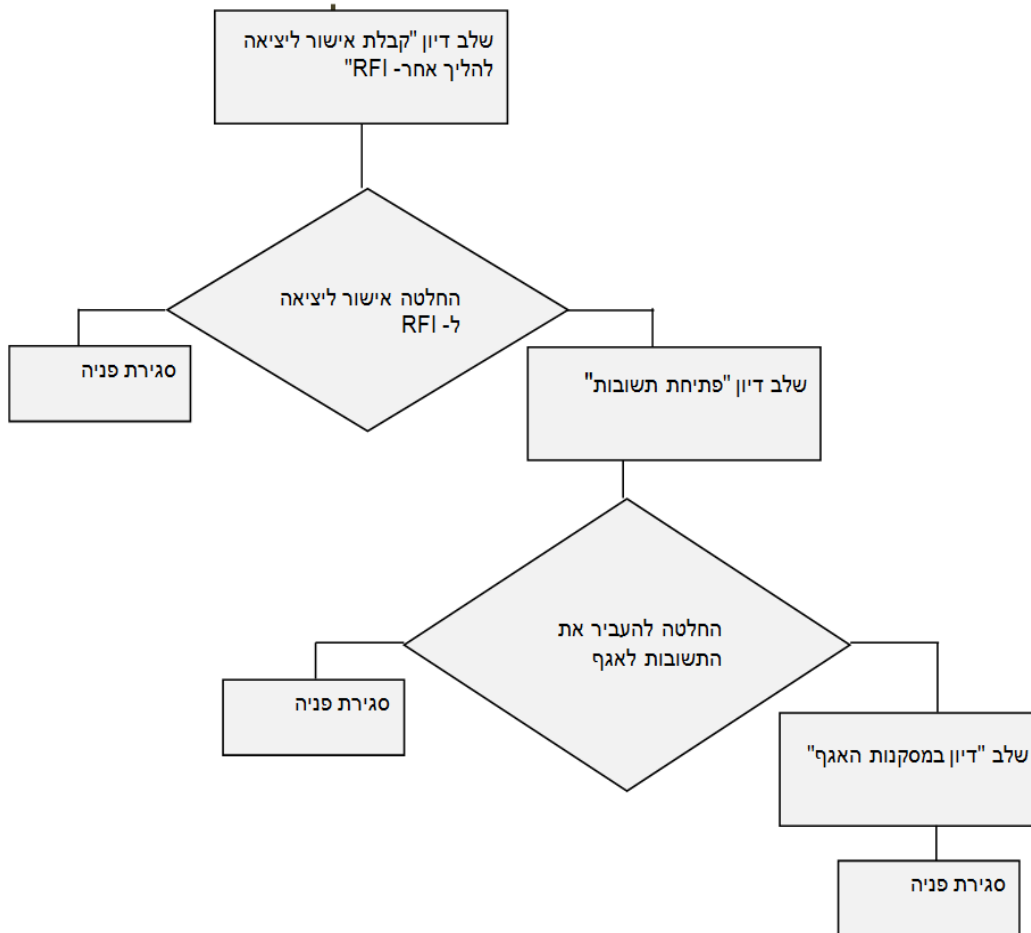 שלב דיון "קבלת אישור ליציאה
להליך אחר- RFI"
החלטה אישור ליציאה
ל- RFI
סגירת פניה
שלב דיון "פתיחת תשובות"
החלטה להעביר את
התשובות לאגף
סגירת פניה
שלב "דיון במסקנות האגף"
סגירת פניה